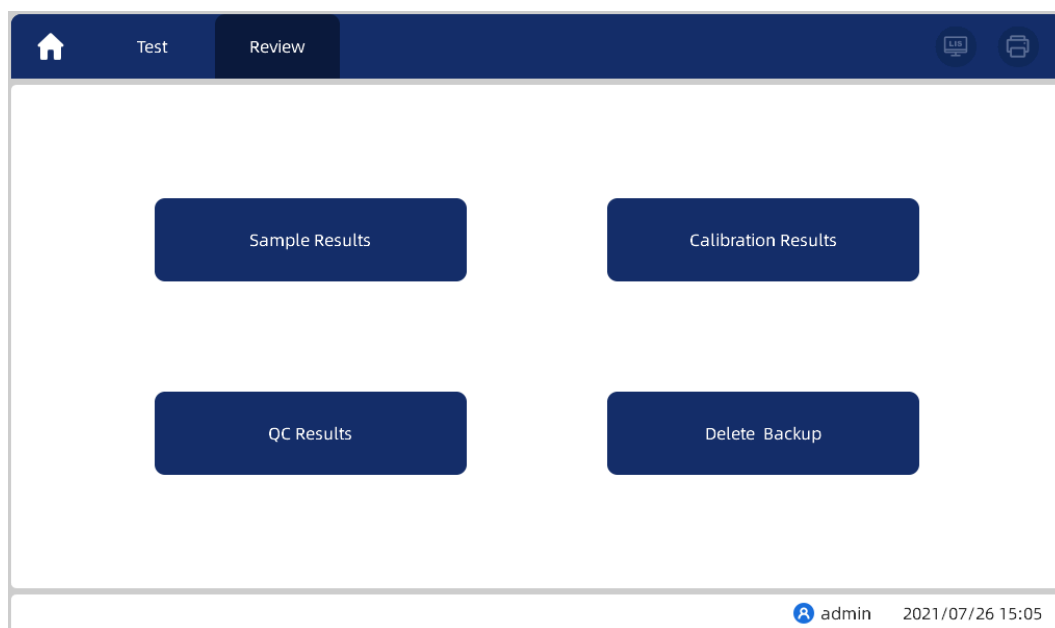 Test Review LIS
Sample Results Calibration Results
QC Results Delete Backup
admin 2021/07/26 15:05